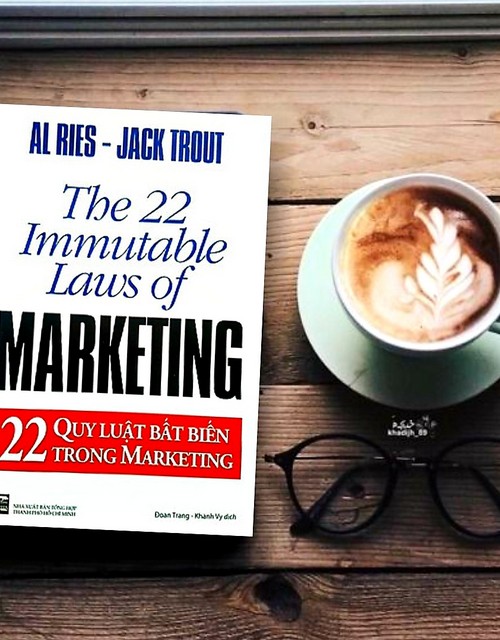 AL RIES - JACK TROUT
The 22
Immutable
Laws of
MARKETING
22 QUY LUẬT BẤT BIẾN
TRONG MARKETING
NHÀ XUẤT BẢN TỔNG HỢP
THÀNH PHỐ HỒ CHÍ MINH
Đoan Trang - Khánh Vy dịch
khadijh_89